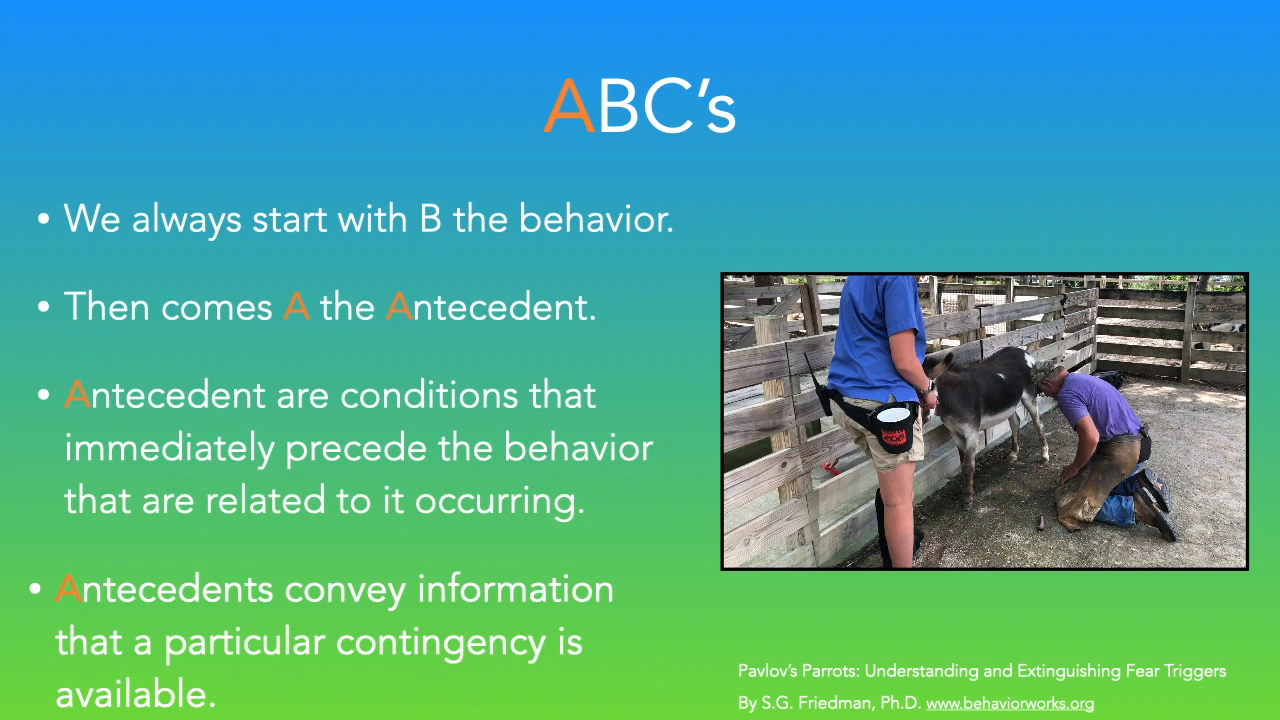 ABC’s
• We always start with B the behavior.
• Then comes A the Antecedent.
• Antecedent are conditions that
immediately precede the behavior
that are related to it occurring.
• Antecedents convey information
that a particular contingency is
available.
Pavlov’s Parrots: Understanding and Extinguishing Fear Triggers
By S.G. Friedman, Ph.D. www.behaviorworks.org